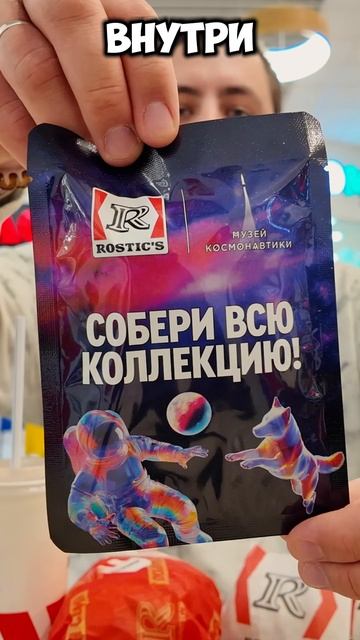 ВНУТРИ
R
ROSTIC'S
МУЗЕЙ
КОСМОНАВТИКИ
СОБЕРИ ВСЮ
КОЛЛЕКЦИЮ!
R
R